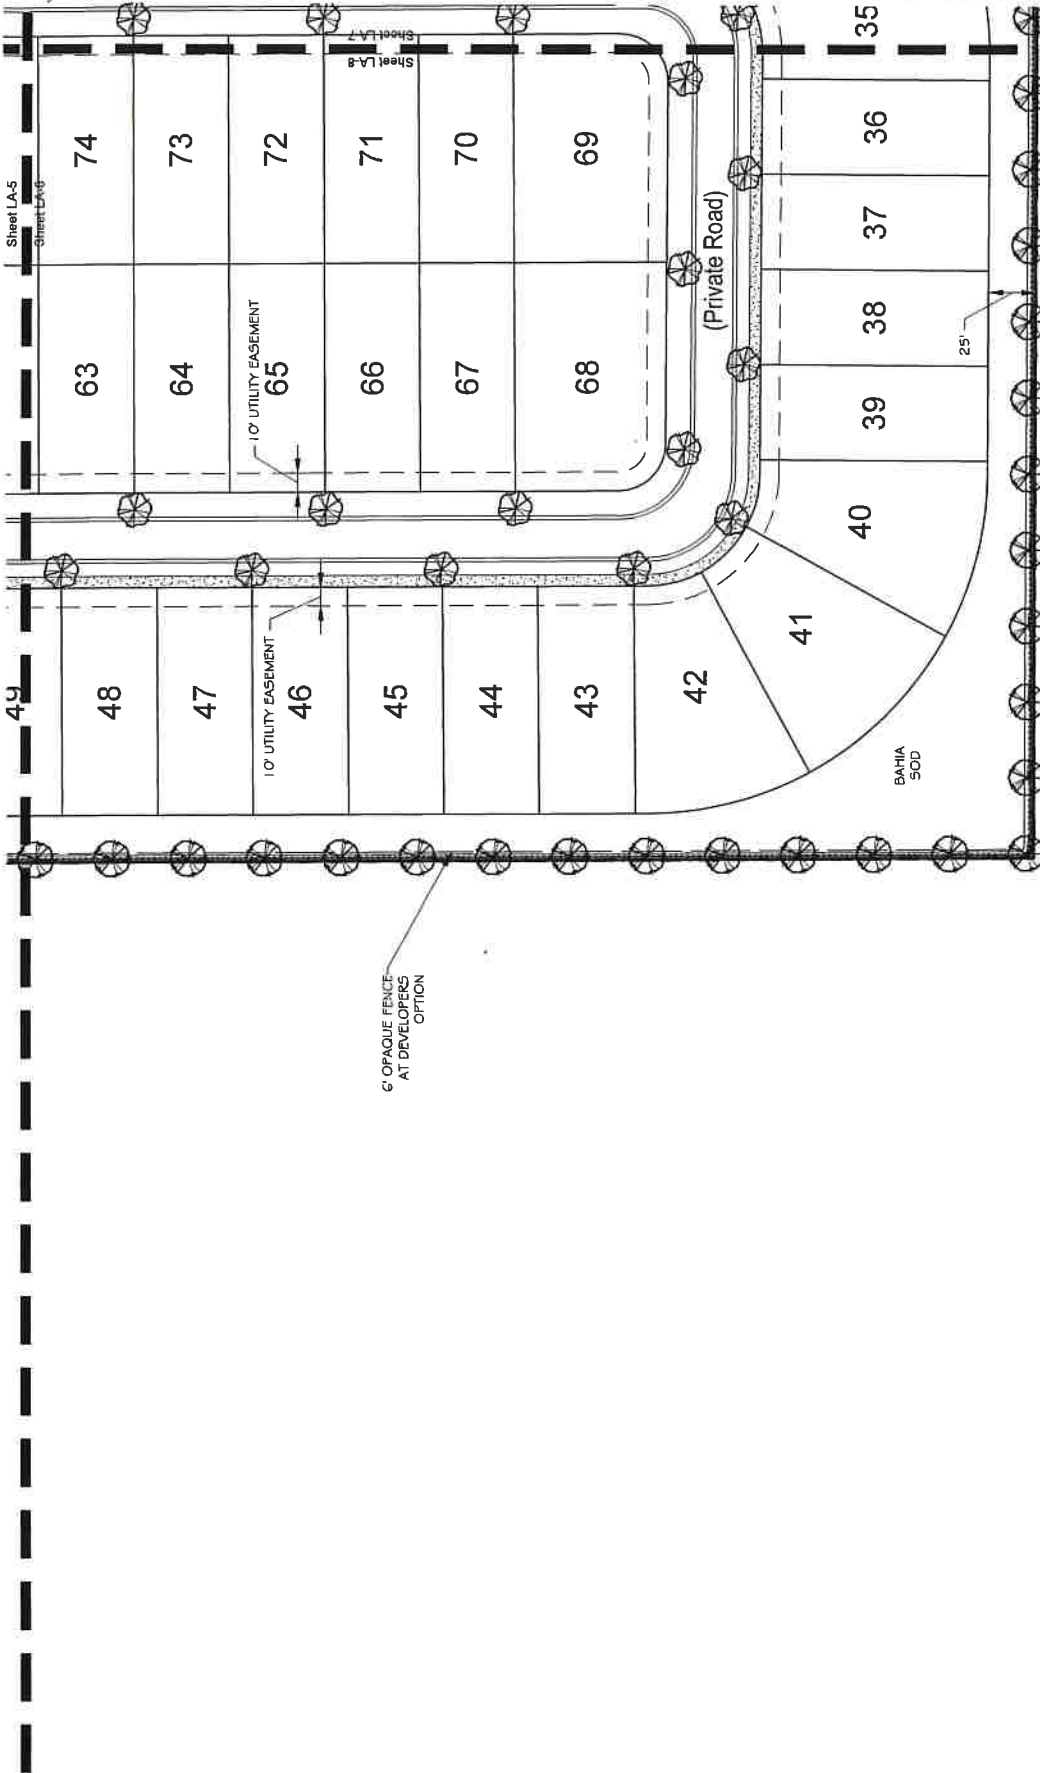 Sheet LA-5
Sheet LA-6
Sheet LA-7
Sheet LA-8
74
73
72
71
70
69
63
64
65
66
67
68
10' UTILITY EASEMENT
(Private Road)
35
36
37
38
39
40
41
42
43
44
45
46
47
48
49
10' UTILITY EASEMENT
25'
BAHIA
SOD
6' OPAQUE FENCE
AT DEVELOPERS
OPTION